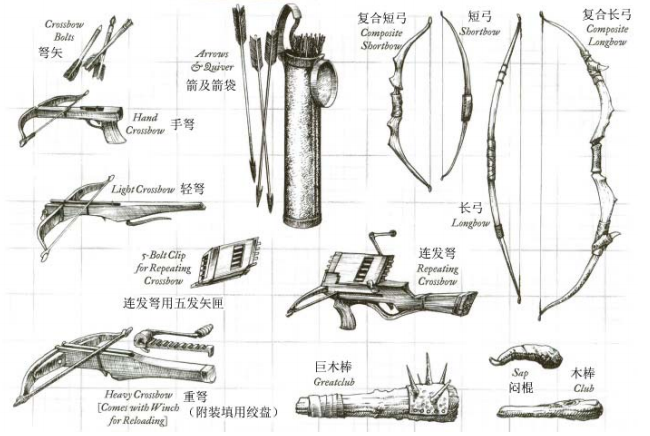 Crossbow
Bolts
弩矢
Arrows
& Quiver
箭及箭袋
复合短弓
Composite
Shortbow
短弓
Shortbow
复合长弓
Composite
Longbow
Hand
Crossbow
手弩
Light Crossbow 轻弩
长弓
Longbow
5-Bolt Clip
for Repeating
Crossbow
连发弩用五发矢匣
连发弩
Repeating
Crossbow
Heavy Crossbow
[Comes with Winch
for Reloading]
重弩
（附装填用绞盘）
巨木棒
Greatclub
Sap
闷棍
木棒
Club